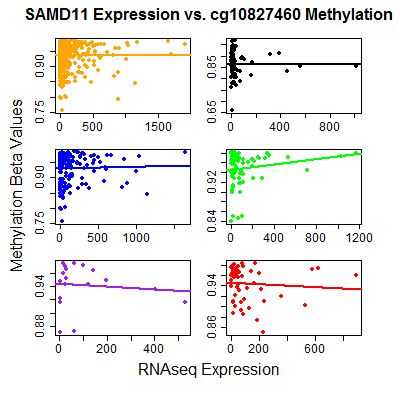 SAMD11 Expression vs. cg10827460 Methylation
Methylation Beta Values
0.75 0.90
0 500 1000 1500
0.65 0.85
0 400 800
0.75 0.90
0 500 1000
0.84 0.92
0 200 400 600 800 1200
0.88 0.94
0 200 400
0.86 0.94
0 200 600
RNAseq Expression